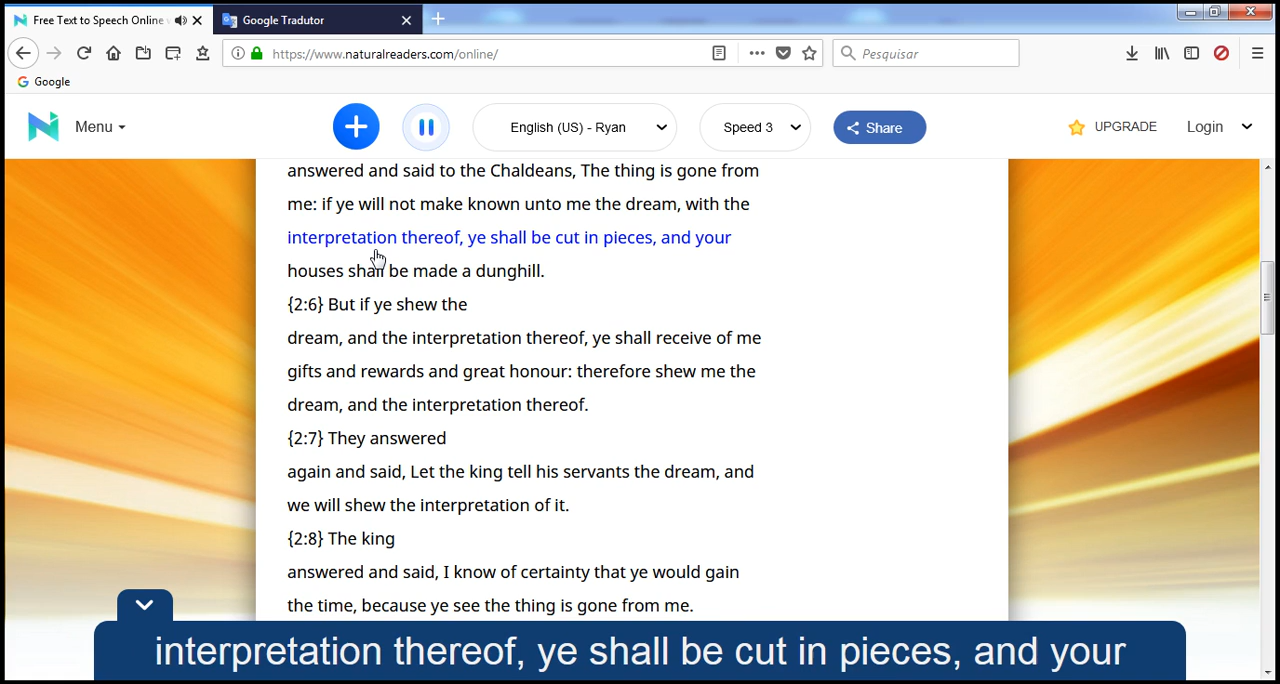 Free Text to Speech Online
Google Tradutor
https://www.naturalreaders.com/online/
Pesquisar
Google
Menu
English (US) - Ryan
Speed 3
Share
UPGRADE
Login
answered and said to the Chaldeans, The thing is gone from
me: if ye will not make known unto me the dream, with the
interpretation thereof, ye shall be cut in pieces, and your
houses shall be made a dunghill.
{2:6} But if ye shew the
dream, and the interpretation thereof, ye shall receive of me
gifts and rewards and great honour: therefore shew me the
dream, and the interpretation thereof.
{2:7} They answered
again and said, Let the king tell his servants the dream, and
we will shew the interpretation of it.
{2:8} The king
answered and said, I know of certainty that ye would gain
the time, because ye see the thing is gone from me.
interpretation thereof, ye shall be cut in pieces, and your